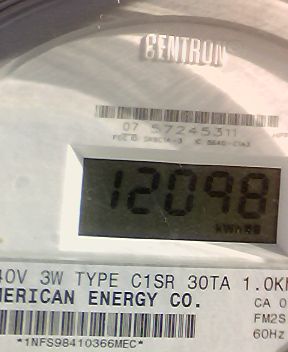 CENTRON
07 57245311
12098
40V 3W TYPE C1SR 30TA 1.0K
MERICAN ENERGY CO.
CA 0
FM2S
60Hz
*1NFS98410366MEC*